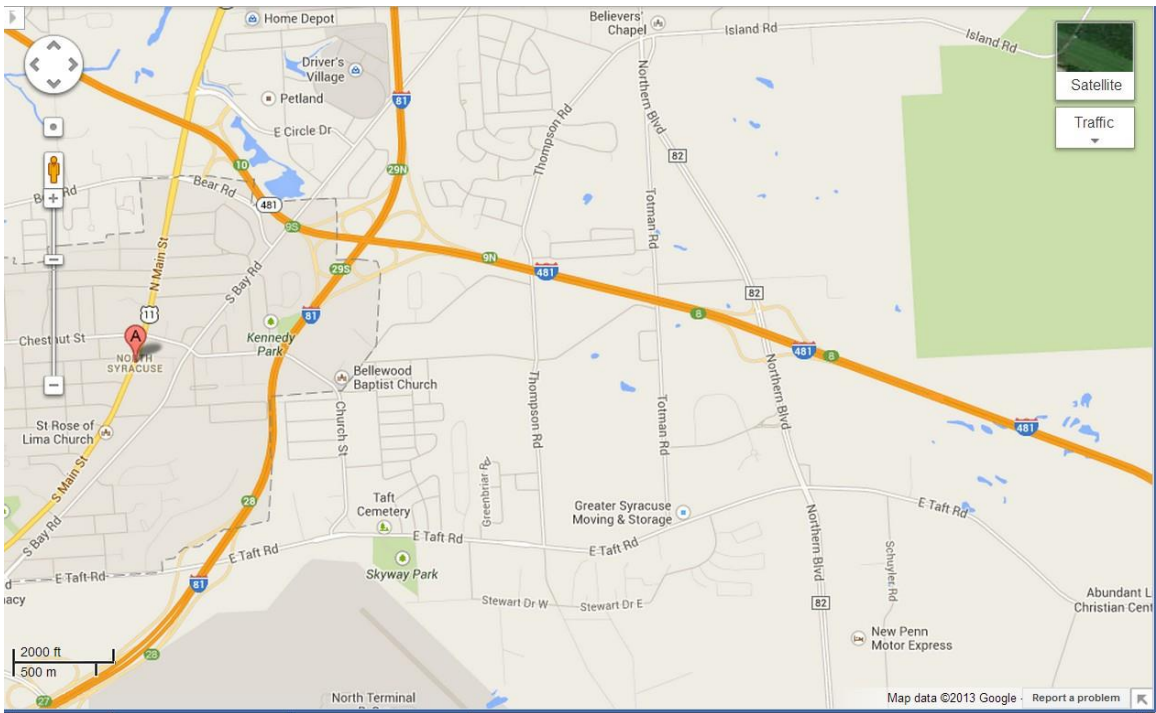 Home Depot
Believers'
Chapel
Island Rd
Island Rd
Driver's
Village
Petland
81
E Circle Dr
Northern Blvd
Thompson Rd
Satellite
Traffic
82
10
29N
Bear Rd
Rd
481
9S
N Main St
S Bay Rd
Totman Rd
9N
29S
481
82
8
11
81
Chestnut St
A
NORTH
SYRACUSE
Kennedy
Park
481
8
Bellewood
Baptist Church
Northern Blvd
Thompson Rd
Totman Rd
Church St
St Rose of
Lima Church
481
S Main St
Greenbriar
28
Taft
Cemetery
Greater Syracuse
Moving & Storage
E Taft Rd
S Bay Rd
E Taft Rd
E Taft Rd
E Taft Rd
Northern Blvd
Schuyler Rd
Skyway Park
E Taft Rd
81
d
acy
Stewart Dr W
Stewart Dr E
82
Abundant L
Christian Cent
New Penn
Motor Express
2000 ft
500 m
28
27
North Terminal
Map data ©2013 Google -
Report a problem